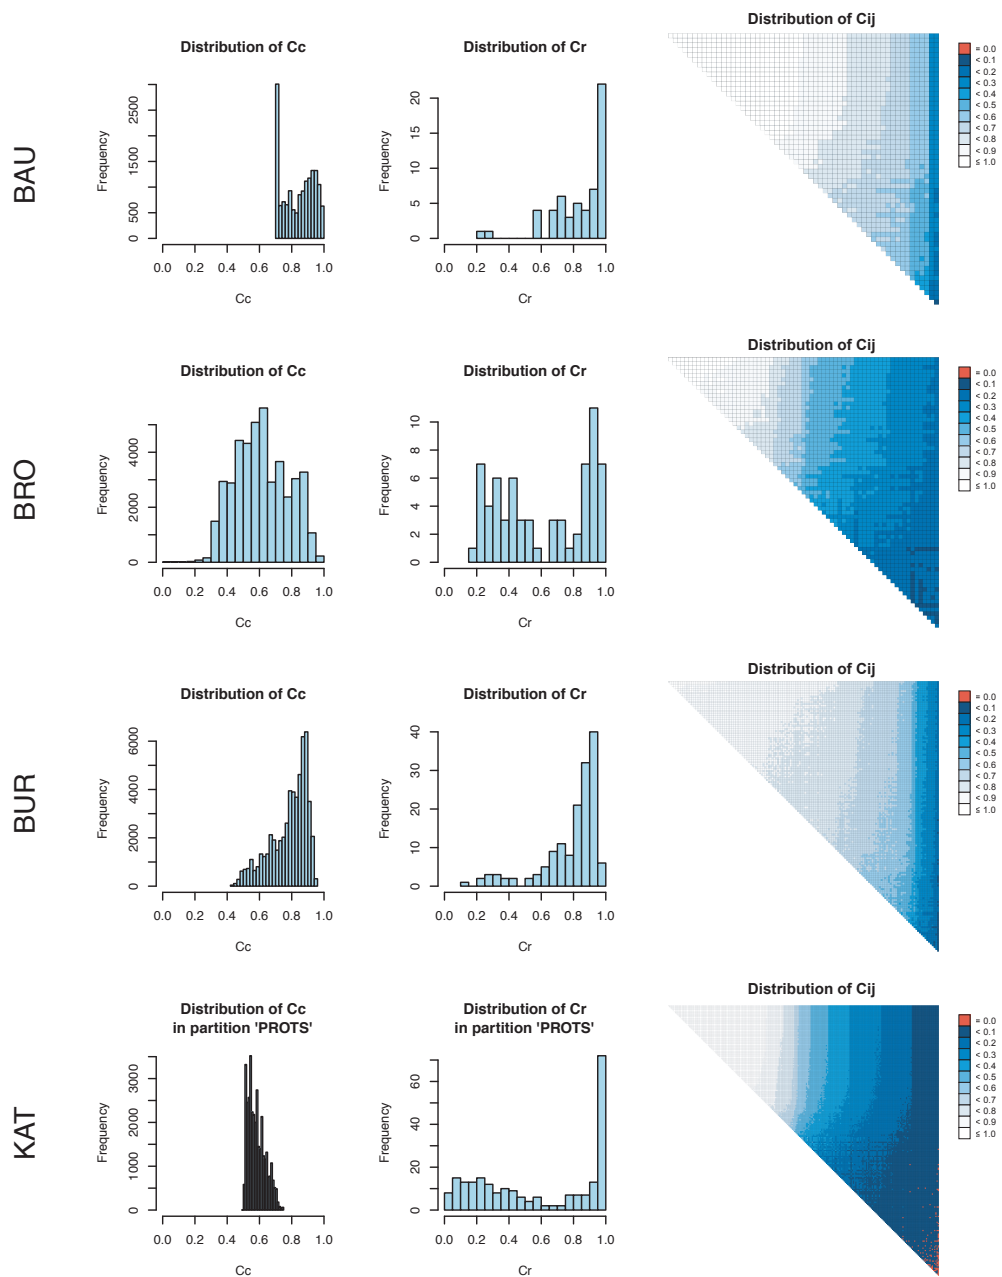 BAU
Distribution of Cc
Frequency
0
500
1500
2500
0.0 0.2 0.4 0.6 0.8 1.0
Cc
Distribution of Cr
Frequency
0
5
10
15
20
0.0 0.2 0.4 0.6 0.8 1.0
Cr
Distribution of Cij
= 0.0
< 0.1
< 0.2
< 0.3
< 0.4
< 0.5
< 0.6
< 0.7
< 0.8
< 0.9
≤ 1.0
BRO
Distribution of Cc
Frequency
0
2000
4000
0.0 0.2 0.4 0.6 0.8 1.0
Cc
Distribution of Cr
Frequency
0
2
4
6
8
10
0.0 0.2 0.4 0.6 0.8 1.0
Cr
Distribution of Cij
= 0.0
< 0.1
< 0.2
< 0.3
< 0.4
< 0.5
< 0.6
< 0.7
< 0.8
< 0.9
≤ 1.0
BUR
Distribution of Cc
Frequency
0
2000
4000
6000
0.0 0.2 0.4 0.6 0.8 1.0
Cc
Distribution of Cr
Frequency
0
10
20
30
40
0.0 0.2 0.4 0.6 0.8 1.0
Cr
Distribution of Cij
= 0.0
< 0.1
< 0.2
< 0.3
< 0.4
< 0.5
< 0.6
< 0.7
< 0.8
< 0.9
≤ 1.0
KAT
Distribution of Cc
in partition 'PROTS'
Frequency
0
1000
2000
3000
0.0 0.2 0.4 0.6 0.8 1.0
Cc
Distribution of Cr
in partition 'PROTS'
Frequency
0
20
40
60
0.0 0.2 0.4 0.6 0.8 1.0
Cr
Distribution of Cij
= 0.0
< 0.1
< 0.2
< 0.3
< 0.4
< 0.5
< 0.6
< 0.7
< 0.8
< 0.9
≤ 1.0